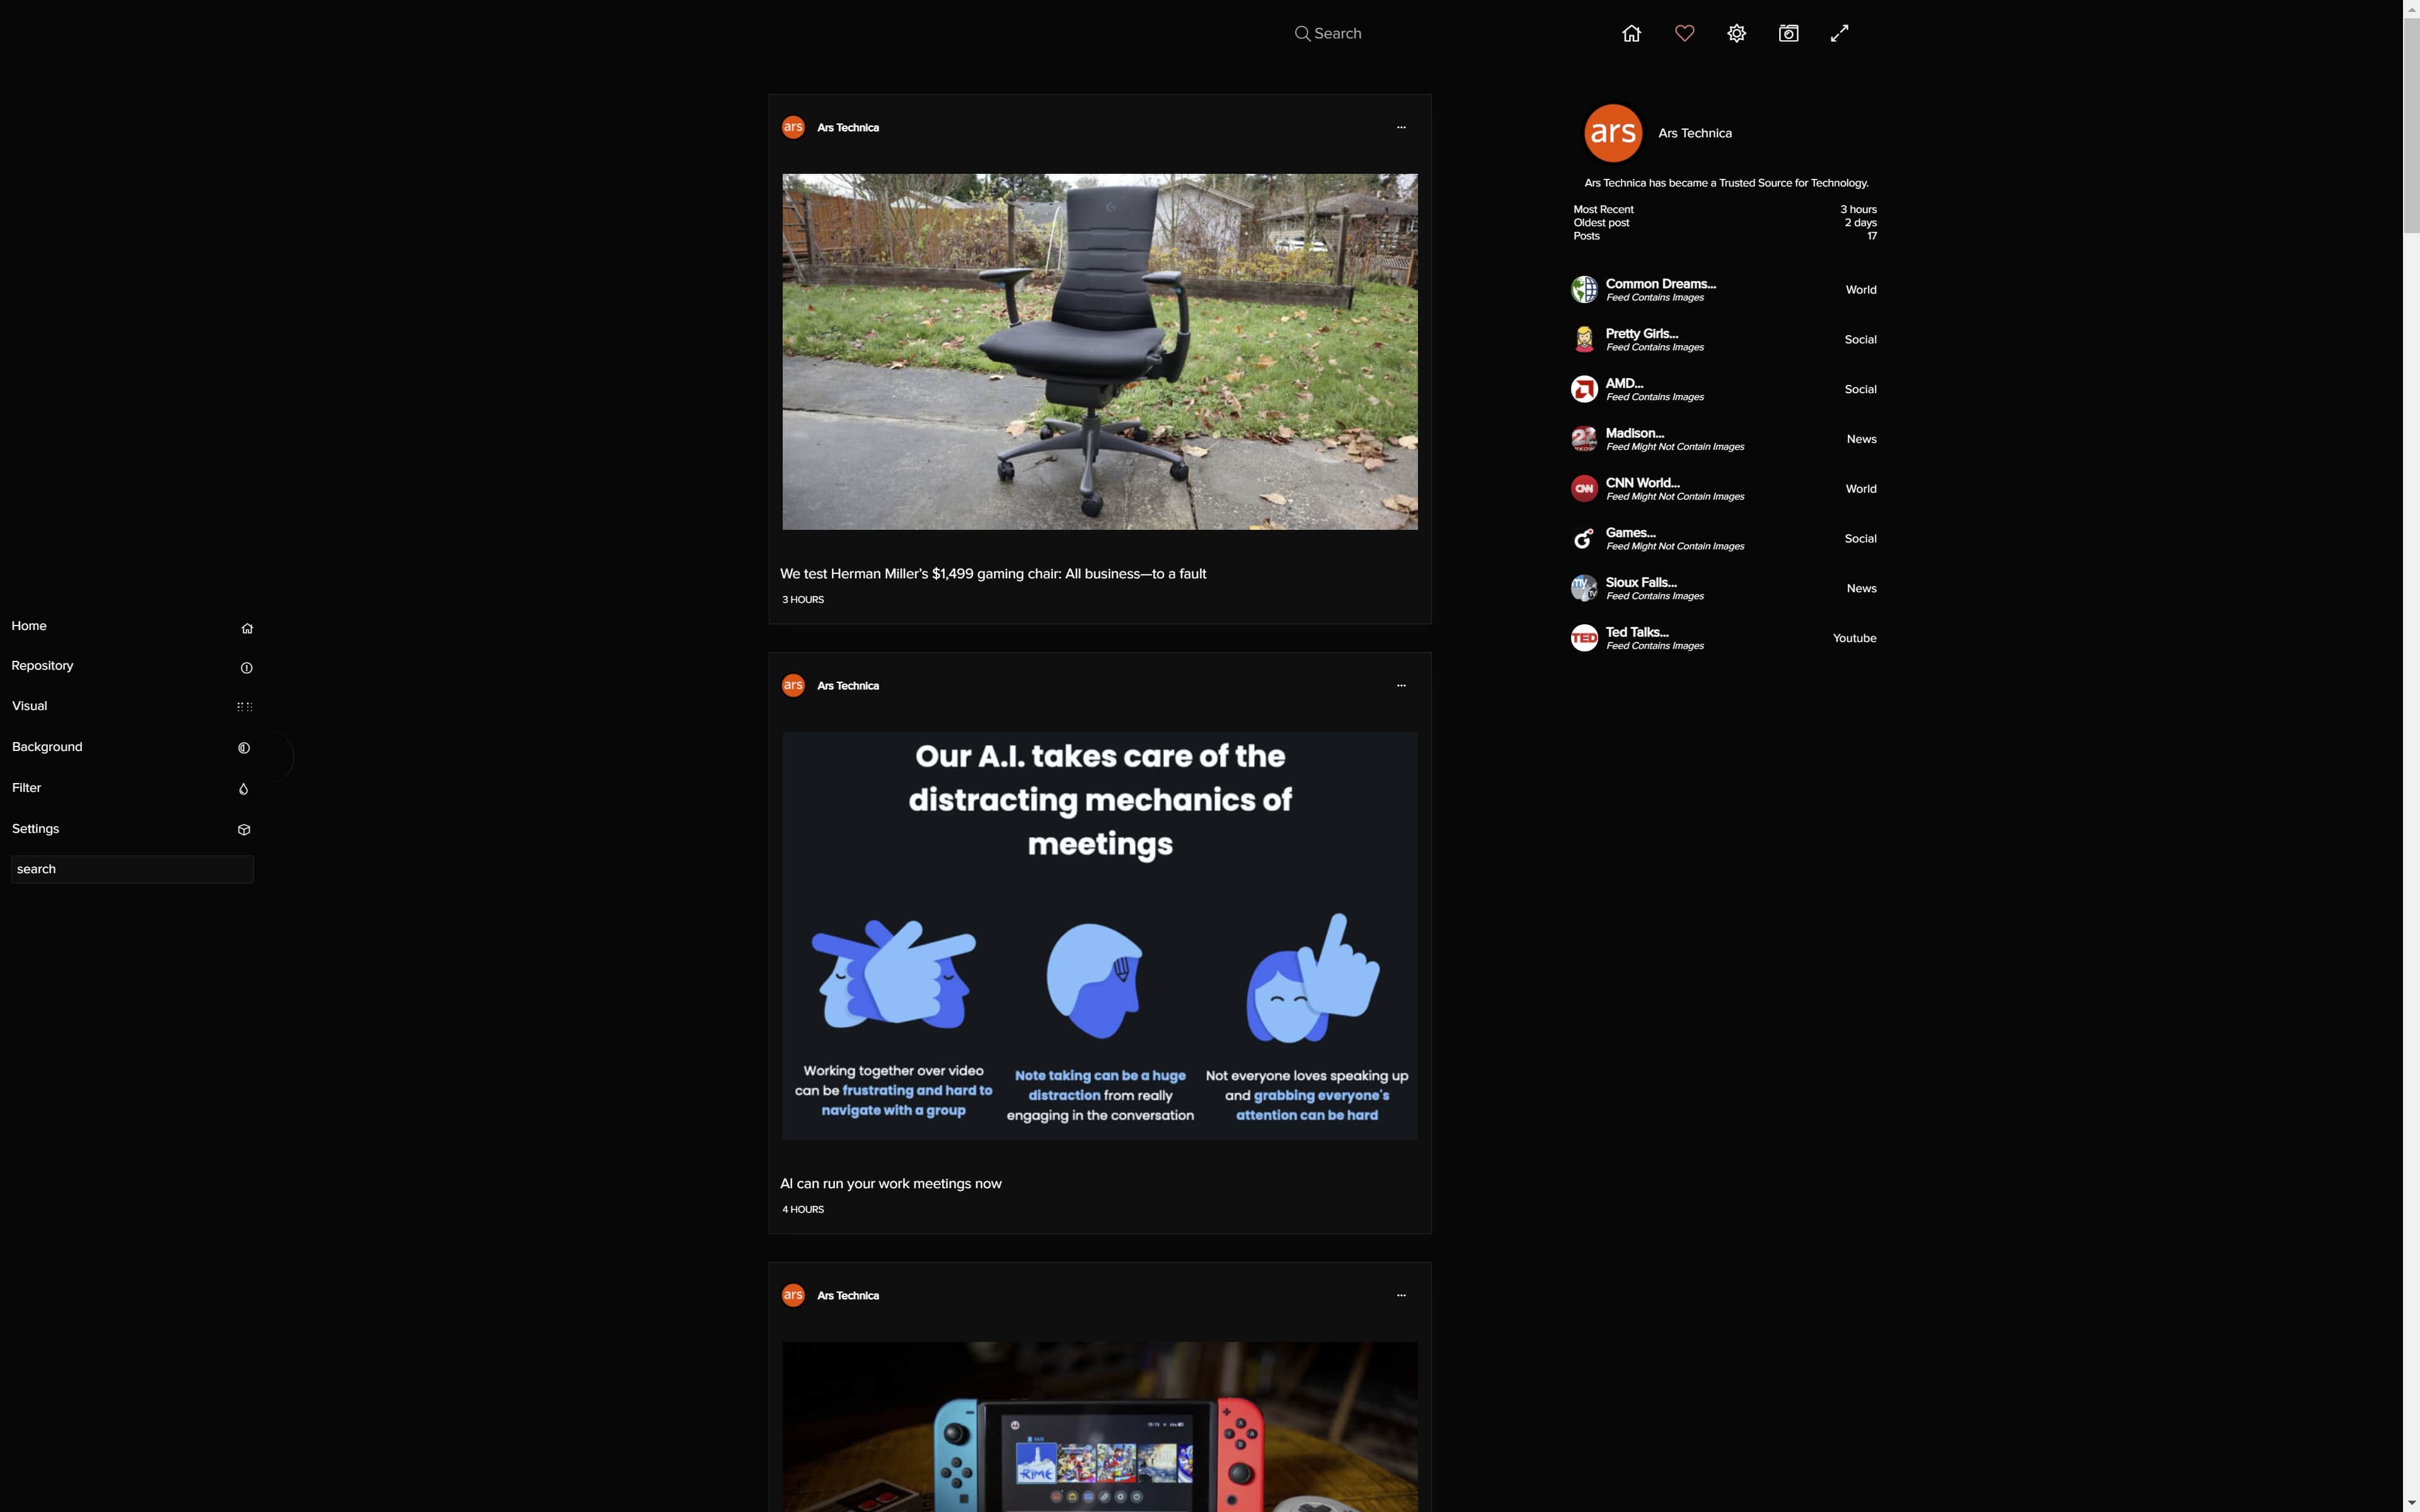 Search
ars
Ars Technica
...
We test Herman Miller’s $1,499 gaming chair: All business—to a fault
3 HOURS
ars
Ars Technica
...
Our A.I. takes care of the
distracting mechanics of
meetings
Working together over video
can be frustrating and hard to
navigate with a group
Note taking can be a huge
distraction from really
engaging in the conversation
Not everyone loves speaking up
and grabbing everyone's
attention can be hard
AI can run your work meetings now
4 HOURS
ars
Ars Technica
...
RiME
Home
Repository
Visual
Background
Filter
Settings
search
ars
Ars Technica
Ars Technica has became a Trusted Source for Technology.
Most Recent 3 hours
Oldest post 2 days
Posts 17
Common Dreams... World
Feed Contains Images
Pretty Girls... Social
Feed Contains Images
AMD... Social
Feed Contains Images
Madison... News
Feed Might Not Contain Images
CNN
CNN World... World
Feed Might Not Contain Images
Games... Social
Feed Might Not Contain Images
my
TV
Sioux Falls... News
Feed Contains Images
TED
Ted Talks... Youtube
Feed Contains Images